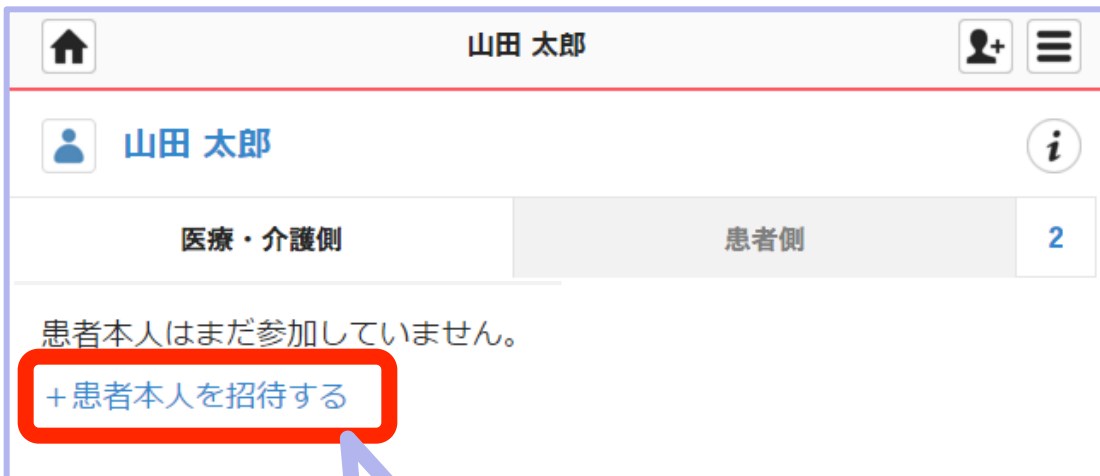 山田 太郎
山田 太郎
医療・介護側
患者側
2
患者本人はまだ参加していません。
+患者本人を招待する